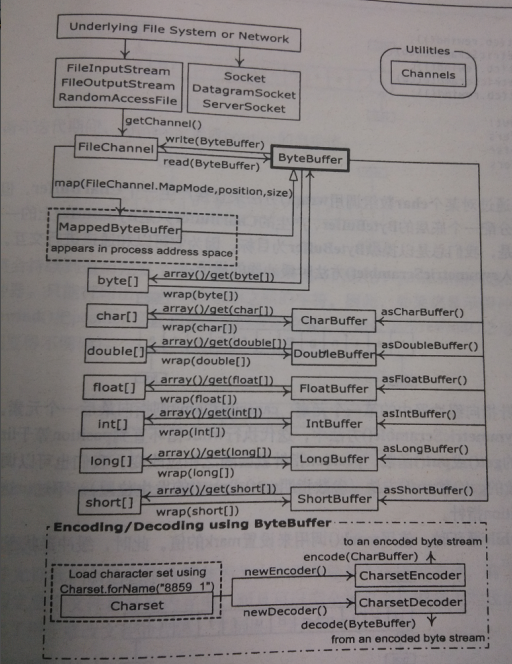 Underlying File System or Network
Utilities
Channels
FileInputStream
FileOutputStream
RandomAccessFile
Socket
DatagramSocket
ServerSocket
getChannel()
FileChannel
write(ByteBuffer)
read(ByteBuffer)
ByteBuffer
map(FileChannel.MapMode,position,size)
MappedByteBuffer
appears in process address space
byte[]
array()/get(byte[])
wrap(byte[])
char[]
array()/get(char[])
wrap(char[])
CharBuffer
asCharBuffer()
double[]
array()/get(double[])
wrap(double[])
DoubleBuffer
asDoubleBuffer()
float[]
array()/get(float[])
wrap(float[])
FloatBuffer
asFloatBuffer()
int[]
array()/get(int[])
wrap(int[])
IntBuffer
asIntBuffer()
long[]
array()/get(long[])
wrap(long[])
LongBuffer
asLongBuffer()
short[]
array()/get(short[])
wrap(short[])
ShortBuffer
asShortBuffer()
Encoding/Decoding using ByteBuffer
to an encoded byte stream
encode(CharBuffer)
Load character set using
Charset.forName("8859_1")
Charset
newEncoder()
CharsetEncoder
newDecoder()
CharsetDecoder
decode(ByteBuffer)
from an encoded byte stream